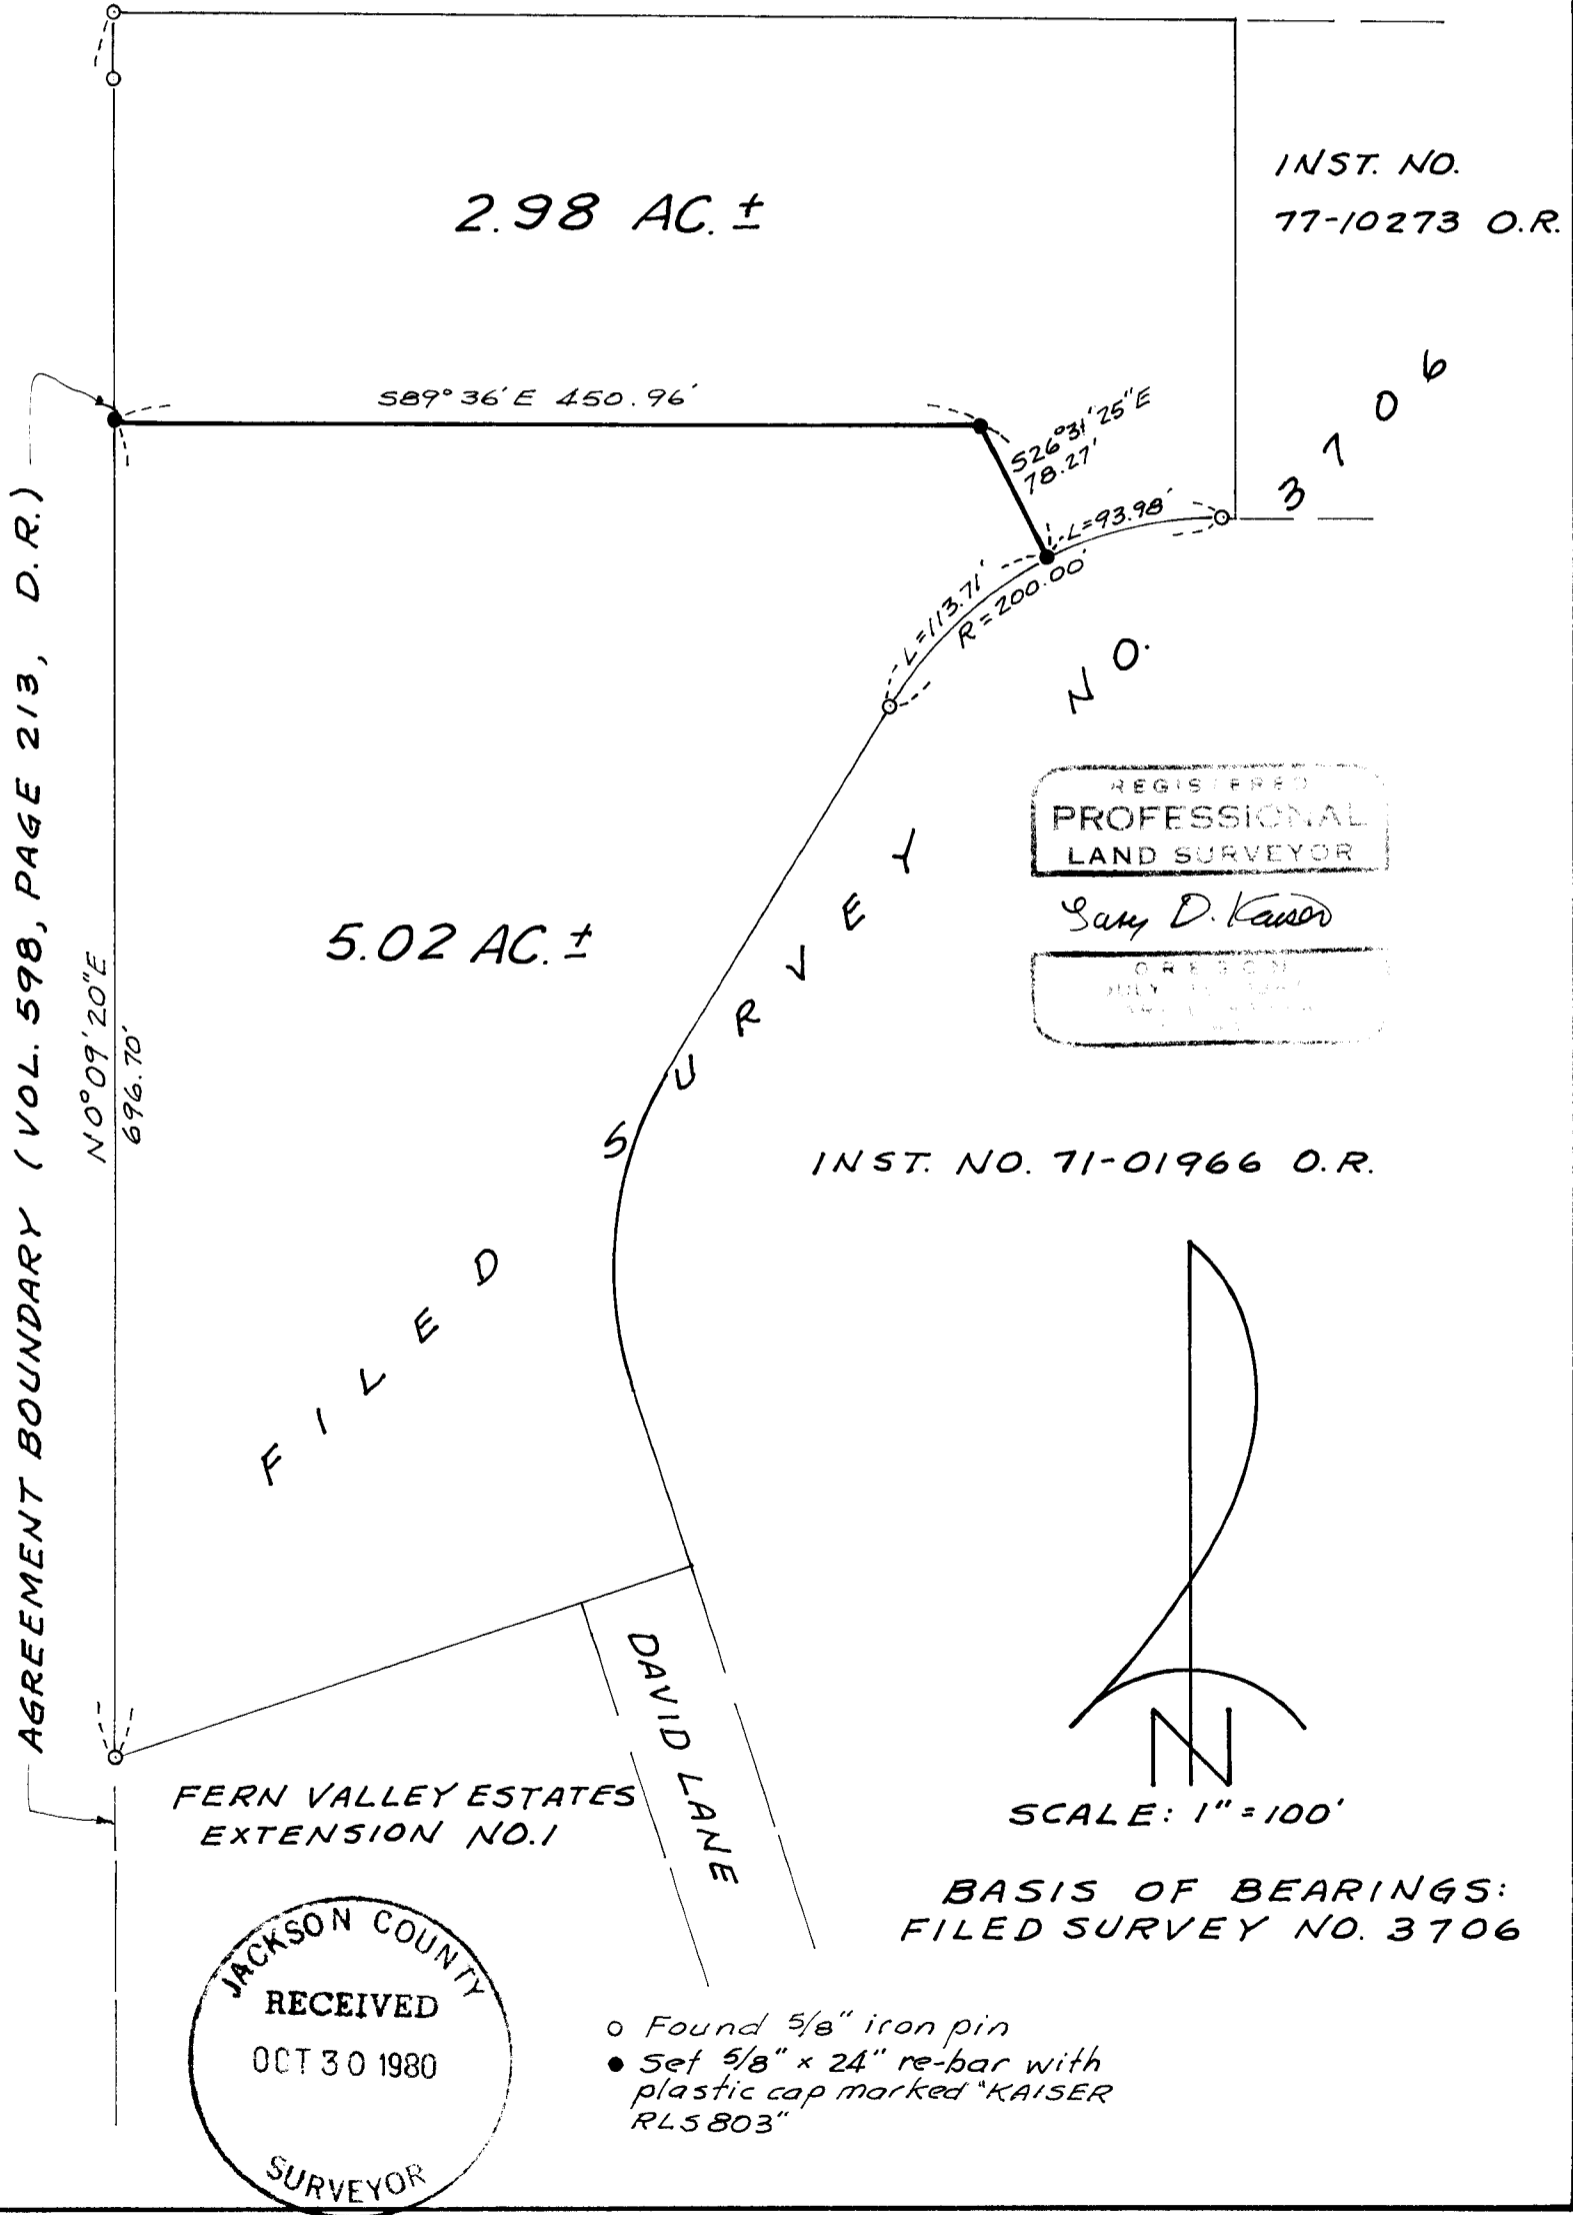 2.98 AC. ±
INST. NO.
77-10273 O.R.
S89°36' E 450.96'
S26°31'25"E
78.27'
L=93.98'
L=113.71'
R=200.00'
FILED SURVEY NO. 3706
AGREEMENT BOUNDARY (VOL. 598, PAGE 213, D.R.)
N0°09'20"E
696.70'
5.02 AC. ±
REGISTERED
PROFESSIONAL
LAND SURVEYOR
Gary D. Kaiser
OREGON
JULY
INST. NO. 71-01966 O.R.
DAVID LANE
FERN VALLEY ESTATES
EXTENSION NO.1
N
SCALE: 1"=100'
BASIS OF BEARINGS:
FILED SURVEY NO. 3706
JACKSON COUNTY
RECEIVED
OCT 30 1980
SURVEYOR
○ Found 5/8" iron pin
● Set 5/8" x 24" re-bar with
plastic cap marked "KAISER
RLS 803"